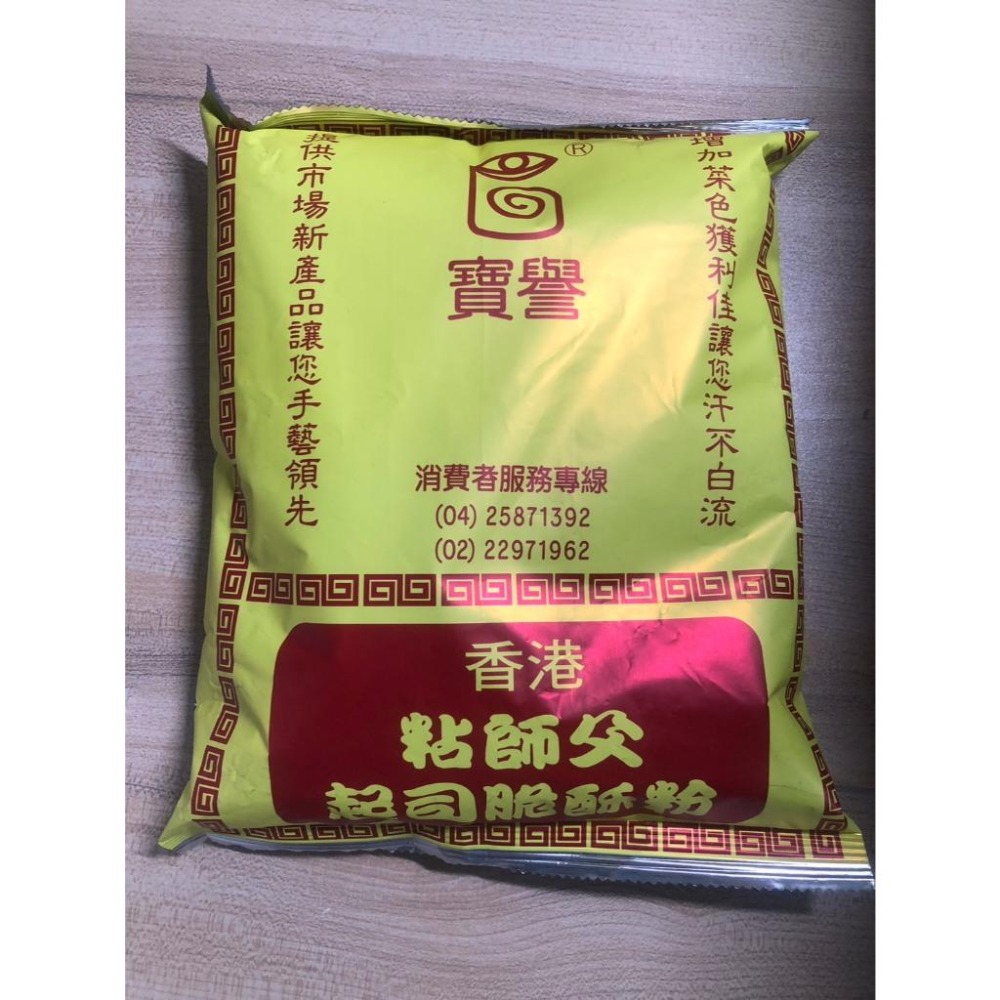 增加菜色獲利佳讓您汗不白流
®
寶譽
提供市場新產品讓您手藝領先
消費者服務專線
(04) 25871392
(02) 22971962
香港
粘師父
起司脆酥粉